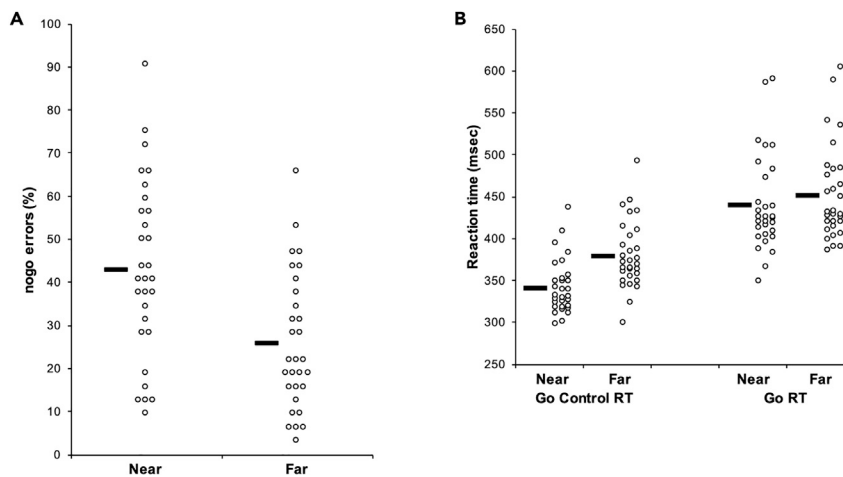 A
nogo errors (%)
100
90
80
70
60
50
40
30
20
10
0
Near Far
B
Reaction time (msec)
650
600
550
450
400
350
300
250
Near Far Near Far
Go Control RT Go RT